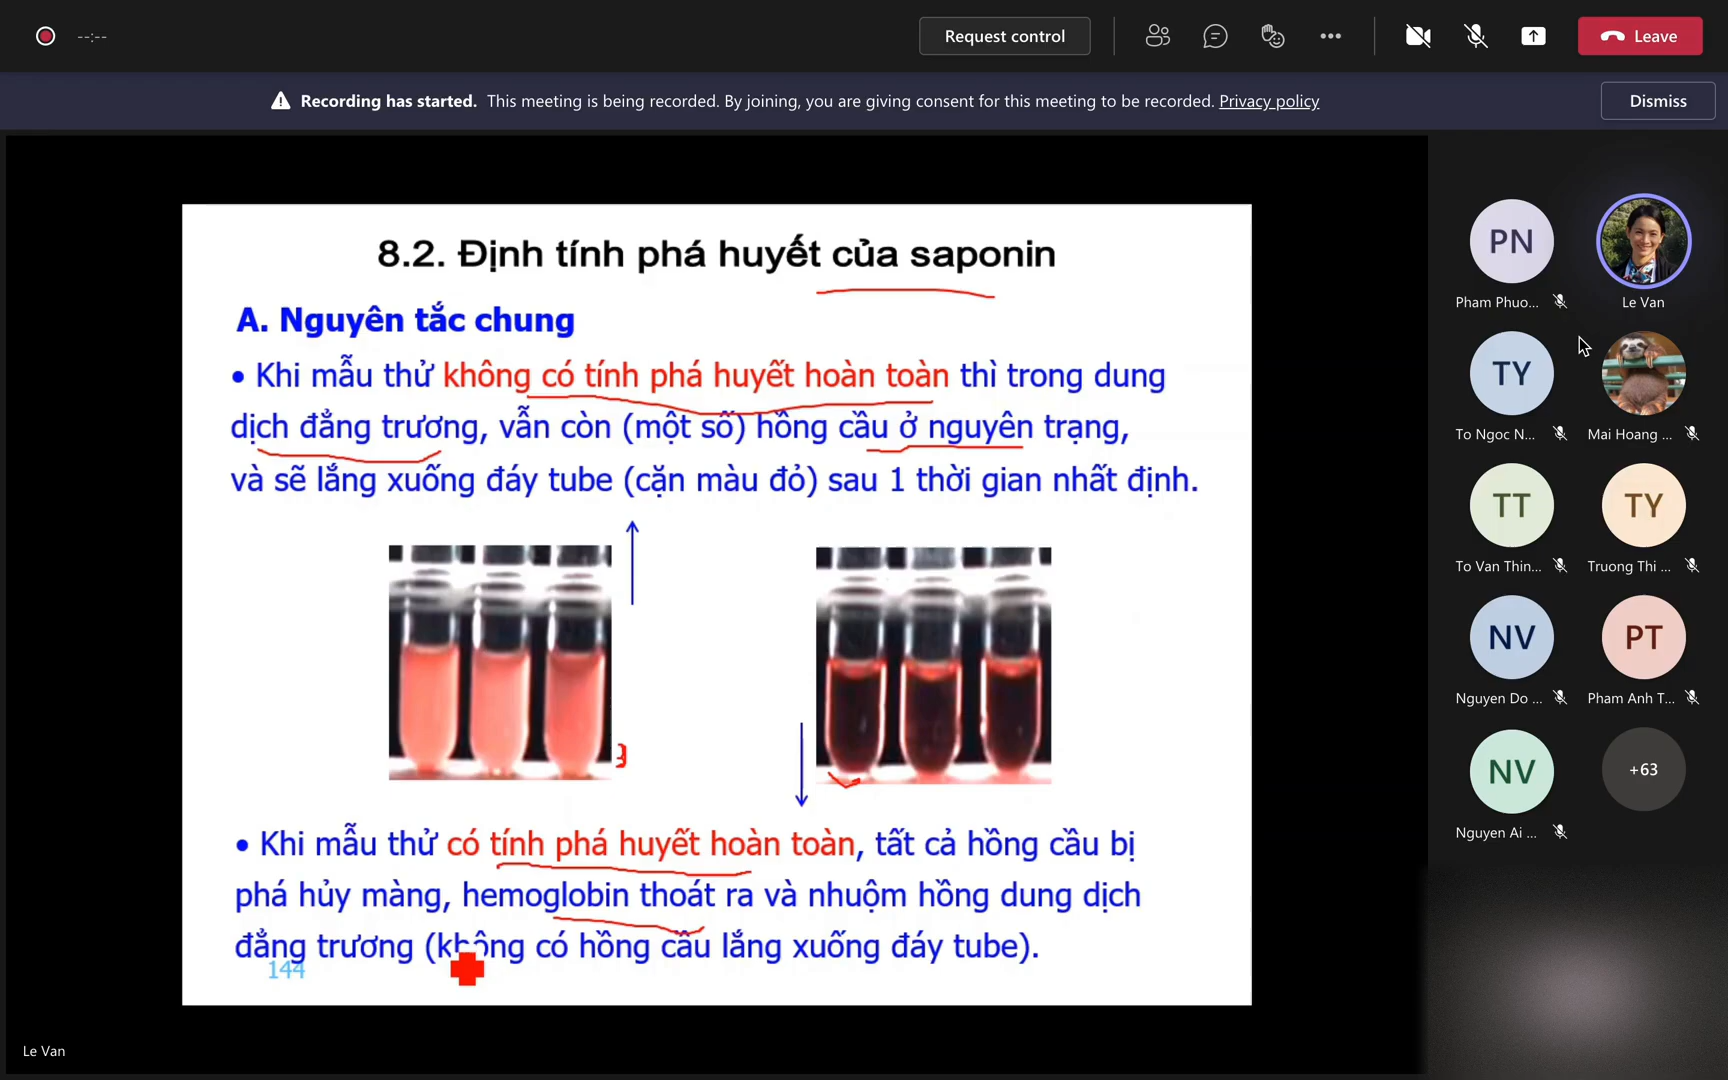 --:--
Request control
Leave
Recording has started. This meeting is being recorded. By joining, you are giving consent for this meeting to be recorded. Privacy policy
Dismiss
8.2. Định tính phá huyết của saponin
A. Nguyên tắc chung
• Khi mẫu thử không có tính phá huyết hoàn toàn thì trong dung
dịch đẳng trương, vẫn còn (một số) hồng cầu ở nguyên trạng,
và sẽ lắng xuống đáy tube (cặn màu đỏ) sau 1 thời gian nhất định.
• Khi mẫu thử có tính phá huyết hoàn toàn, tất cả hồng cầu bị
phá hủy màng, hemoglobin thoát ra và nhuộm hồng dung dịch
đẳng trương (không có hồng cầu lắng xuống đáy tube).
144
Le Van
PN
Pham Phuo...
Le Van
TY
To Ngoc N...
Mai Hoang ...
TT
To Van Thin...
TY
Truong Thi ...
NV
Nguyen Do ...
PT
Pham Anh T...
NV
Nguyen Ai ...
+63